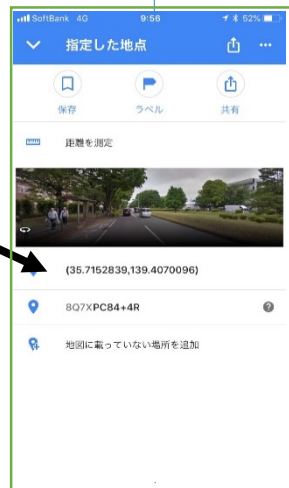 SoftBank 4G 9:56 52%
指定した地点
保存 ラベル 共有
距離を測定
(35.7152839,139.4070096)
8Q7XPC84+4R
地図に載っていない場所を追加